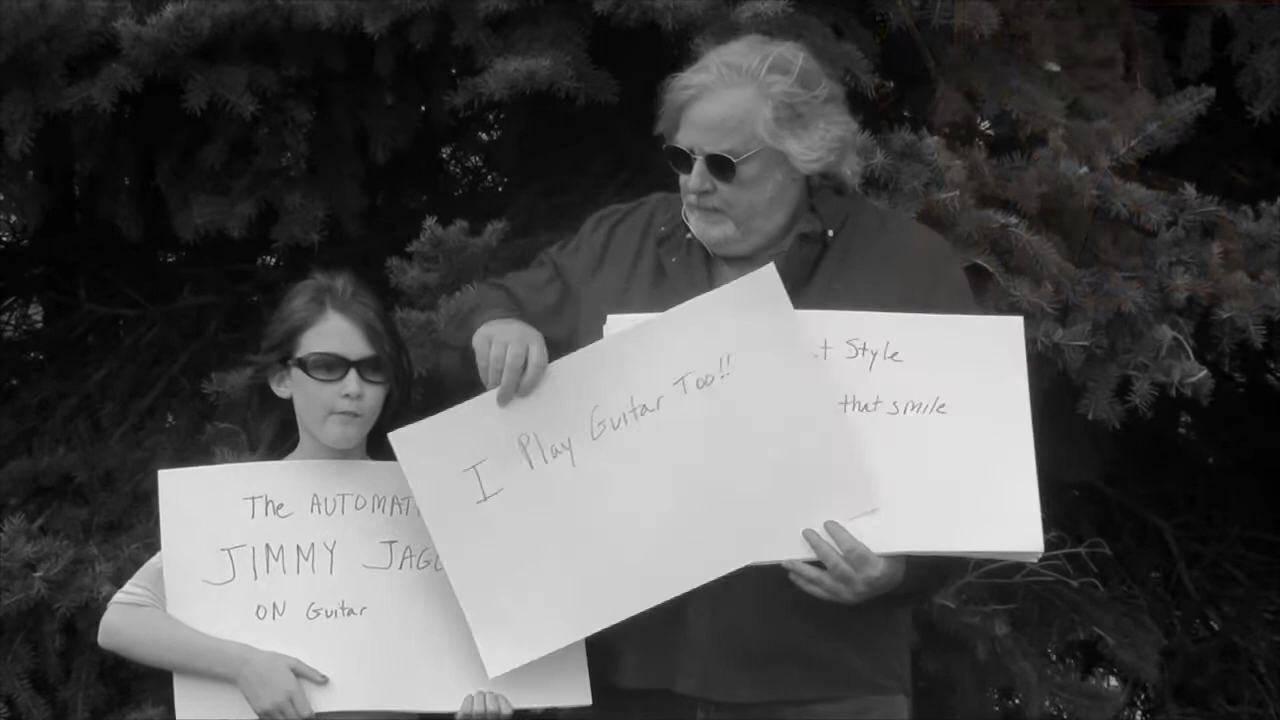 The AUTOMAT
JIMMY JAG
ON Guitar
I Play Guitar Too!!
t Style
that smile